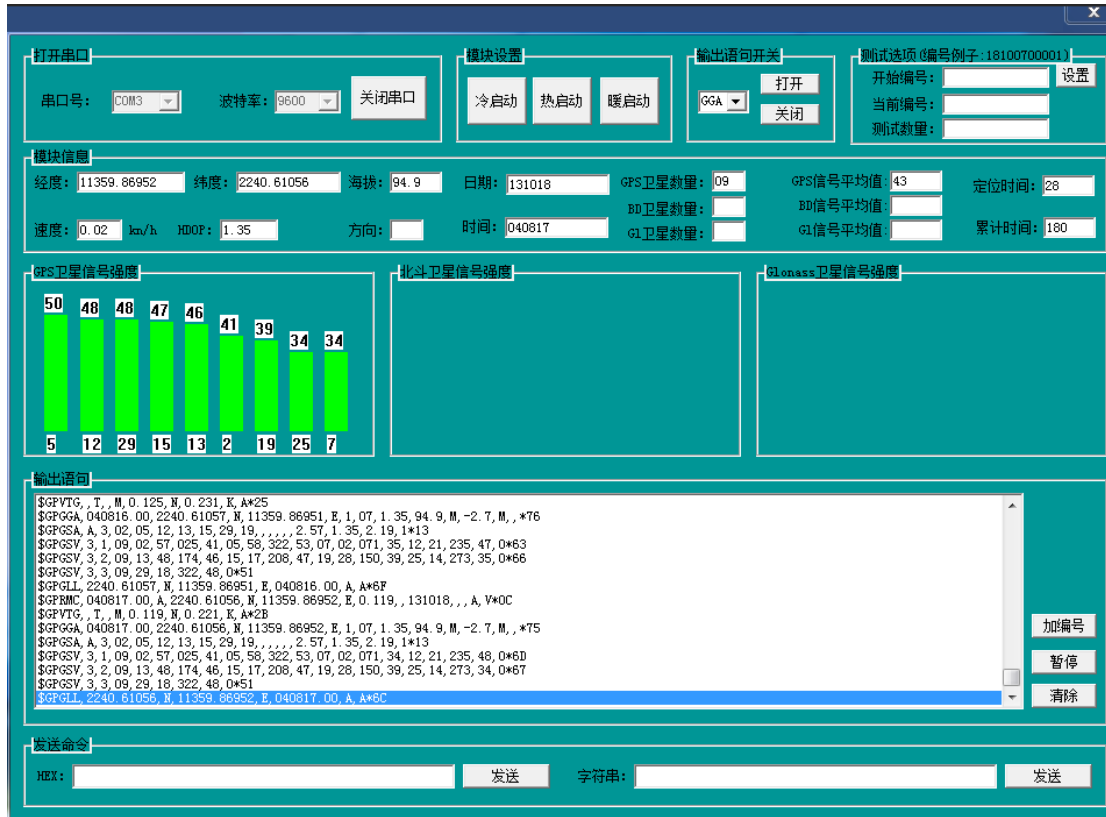 x
打开串口
串口号: COM3 波特率: 9600 关闭串口
模块设置
冷启动 热启动 暖启动
输出语句开关
GGA 打开
关闭
测试选项(编号例子:18100700001)
开始编号: 设置
当前编号:
测试数量:
模块信息
经度: 11359.86952 纬度: 2240.61056 海拔: 94.9 日期: 131018 GPS卫星数量: 09 GPS信号平均值: 43 定位时间: 28
BD卫星数量: BD信号平均值:
速度: 0.02 km/h HDOP: 1.35 方向: 时间: 040817 Gl卫星数量: Gl信号平均值: 累计时间: 180
GPS卫星信号强度 北斗卫星信号强度 Glonass卫星信号强度
50 48 48 47 46 41 39 34 34
5 12 29 15 13 2 19 25 7
输出语句
$GPVTG,,T,,M,0.125,N,0.231,K,A*25
$GPGGA,040816.00,2240.61057,N,11359.86951,E,1,07,1.35,94.9,M,-2.7,M,,*76
$GPGSA,A,3,02,05,12,13,15,29,19,,,,,,2.57,1.35,2.19,1*13
$GPGSV,3,1,09,02,57,025,41,05,58,322,53,07,02,071,35,12,21,235,47,0*63
$GPGSV,3,2,09,13,48,174,46,15,17,208,47,19,28,150,39,25,14,273,35,0*66
$GPGSV,3,3,09,29,18,322,48,0*51
$GPGLL,2240.61057,N,11359.86951,E,040816.00,A,A*6F
$GPRMC,040817.00,A,2240.61056,N,11359.86952,E,0.119,,131018,,,A,V*0C
$GPVTG,,T,,M,0.119,N,0.221,K,A*2B
$GPGGA,040817.00,2240.61056,N,11359.86952,E,1,07,1.35,94.9,M,-2.7,M,,*75
$GPGSA,A,3,02,05,12,13,15,29,19,,,,,,2.57,1.35,2.19,1*13
$GPGSV,3,1,09,02,57,025,41,05,58,322,53,07,02,071,34,12,21,235,48,0*6D
$GPGSV,3,2,09,13,48,174,46,15,17,208,47,19,28,150,39,25,14,273,34,0*67
$GPGSV,3,3,09,29,18,322,48,0*51
$GPGLL,2240.61056,N,11359.86952,E,040817.00,A,A*6C
加编号
暂停
清除
发送命令
HEX: 发送 字符串: 发送